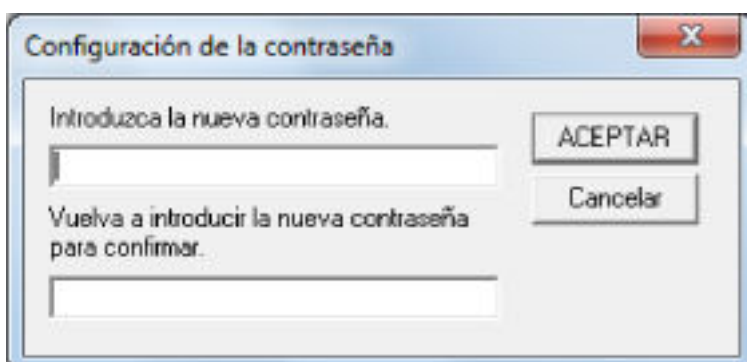 Configuración de la contraseña
Introduzca la nueva contraseña.
ACEPTAR
Cancelar
Vuelva a introducir la nueva contraseña
para confirmar.